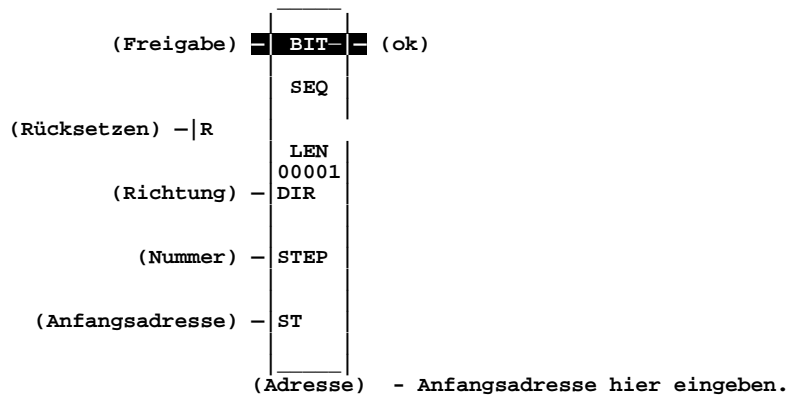 (Freigabe) –| BIT– |– (ok)
SEQ
(Rücksetzen) –|R
LEN
00001
(Richtung) –|DIR
(Nummer) –|STEP
(Anfangsadresse) –|ST
(Adresse) - Anfangsadresse hier eingeben.